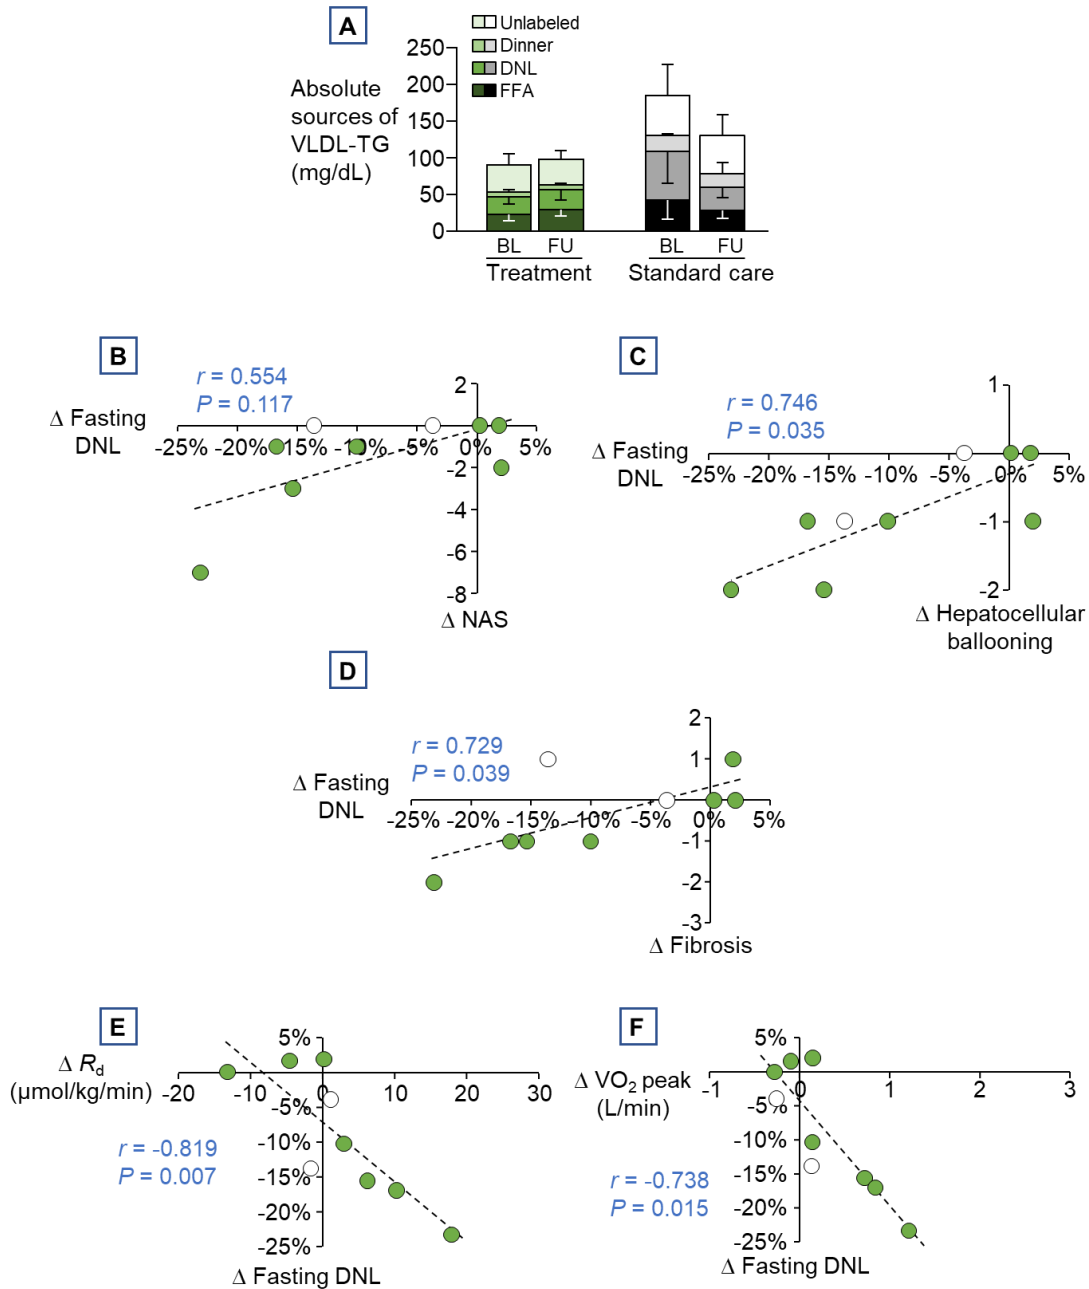 A
Unlabeled
Dinner
DNL
FFA
Absolute
sources of
VLDL-TG
(mg/dL)
250
200
150
100
50
0
BL FU BL FU
Treatment Standard care
B
r = 0.554
P = 0.117
Δ Fasting
DNL
-25% -20% -15% -10% -5% 0% 5%
2
-2
-4
-6
-8
Δ NAS
C
r = 0.746
P = 0.035
Δ Fasting
DNL
-25% -20% -15% -10% -5% 0% 5%
1
-1
-2
Δ Hepatocellular
ballooning
D
r = 0.729
P = 0.039
Δ Fasting
DNL
-25% -20% -15% -10% -5% 0% 5%
2
1
-1
-2
-3
Δ Fibrosis
E
Δ Rd
(μmol/kg/min)
-20 -10 0 10 20 30
5%
-5%
-10%
-15%
-20%
-25%
r = -0.819
P = 0.007
Δ Fasting DNL
F
Δ VO2 peak
(L/min)
-1 0 1 2 3
5%
-5%
-10%
-15%
-20%
-25%
r = -0.738
P = 0.015
Δ Fasting DNL